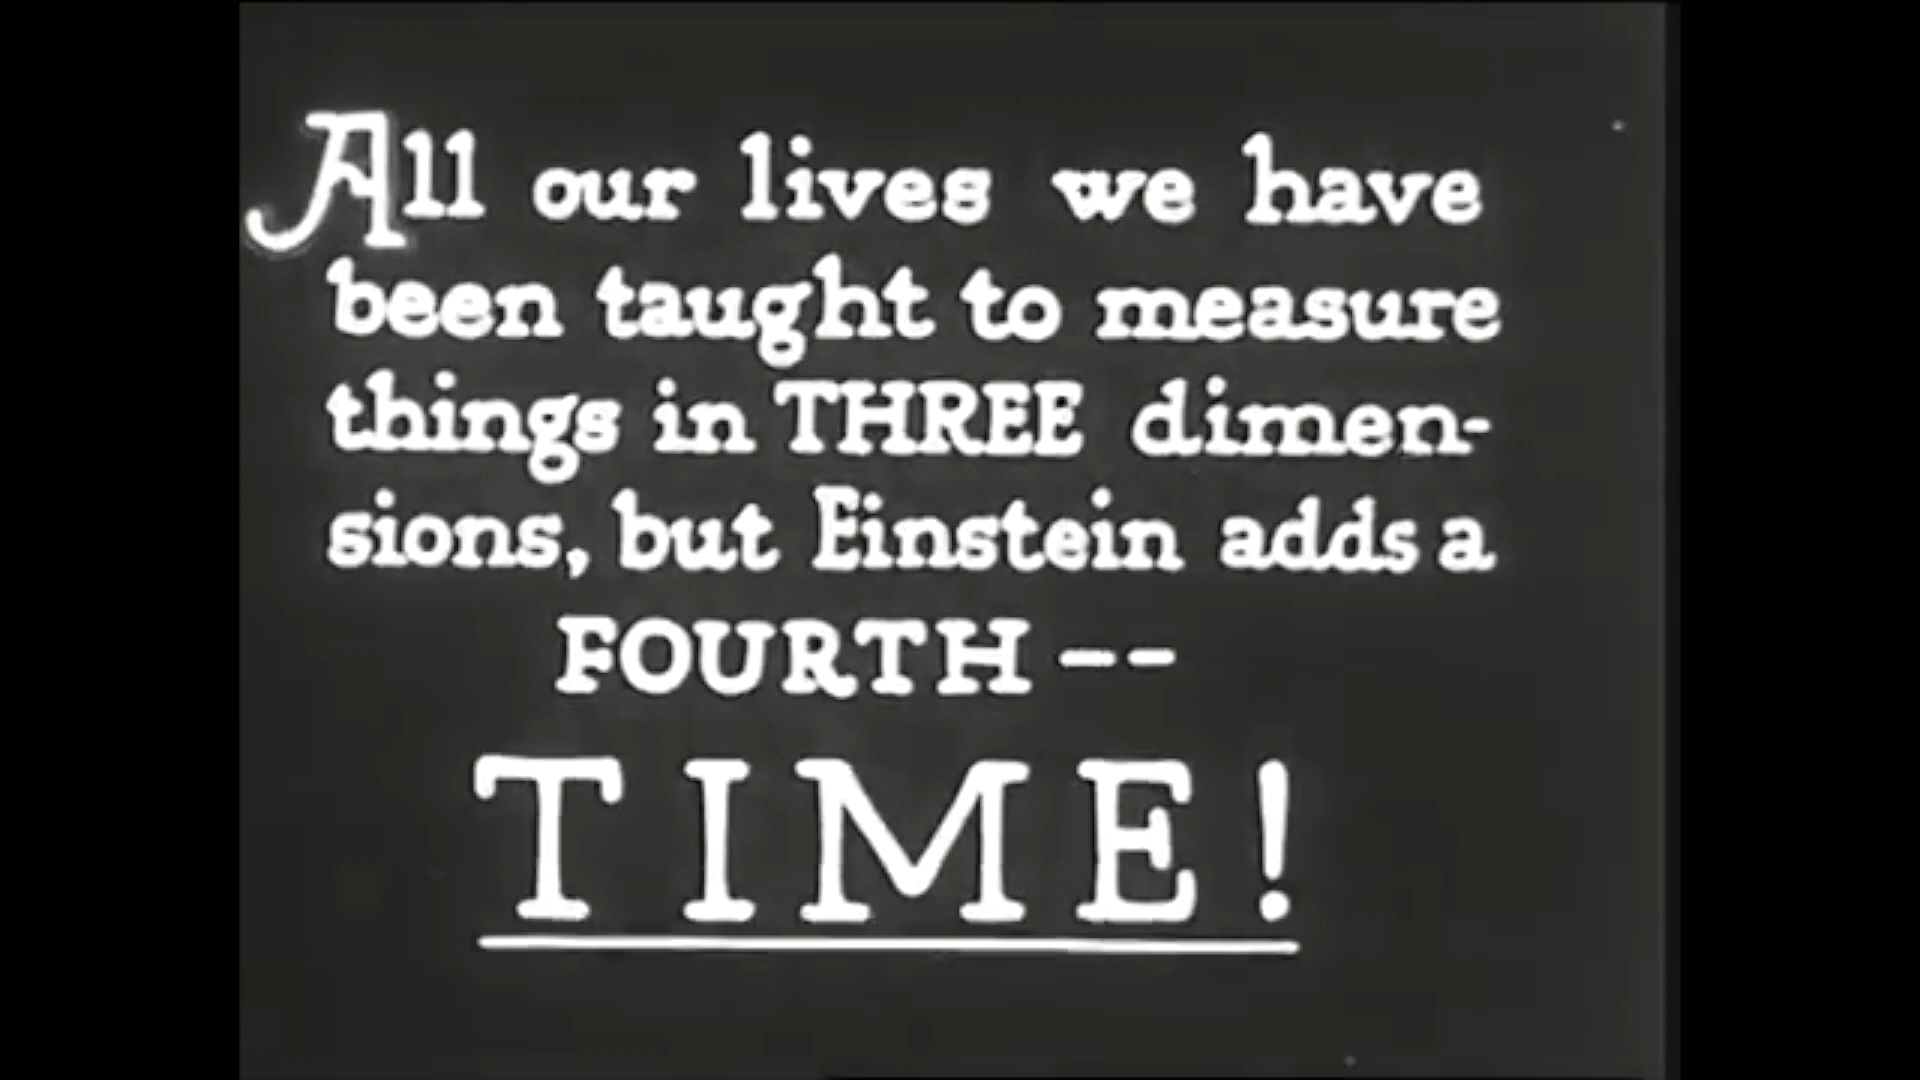 All our lives we have
been taught to measure
things in THREE dimen-
sions, but Einstein adds a
FOURTH --
TIME!